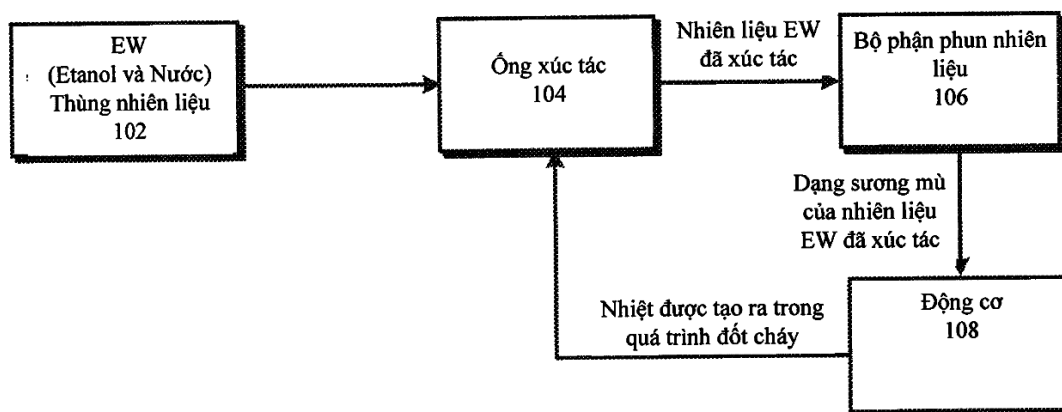 EW
(Etanol và Nước)
Thùng nhiên liệu
102
Ống xúc tác
104
Nhiên liệu EW
đã xúc tác
Bộ phận phun nhiên
liệu
106
Dạng sương mù
của nhiên liệu
EW đã xúc tác
Động cơ
108
Nhiệt được tạo ra trong
quá trình đốt cháy